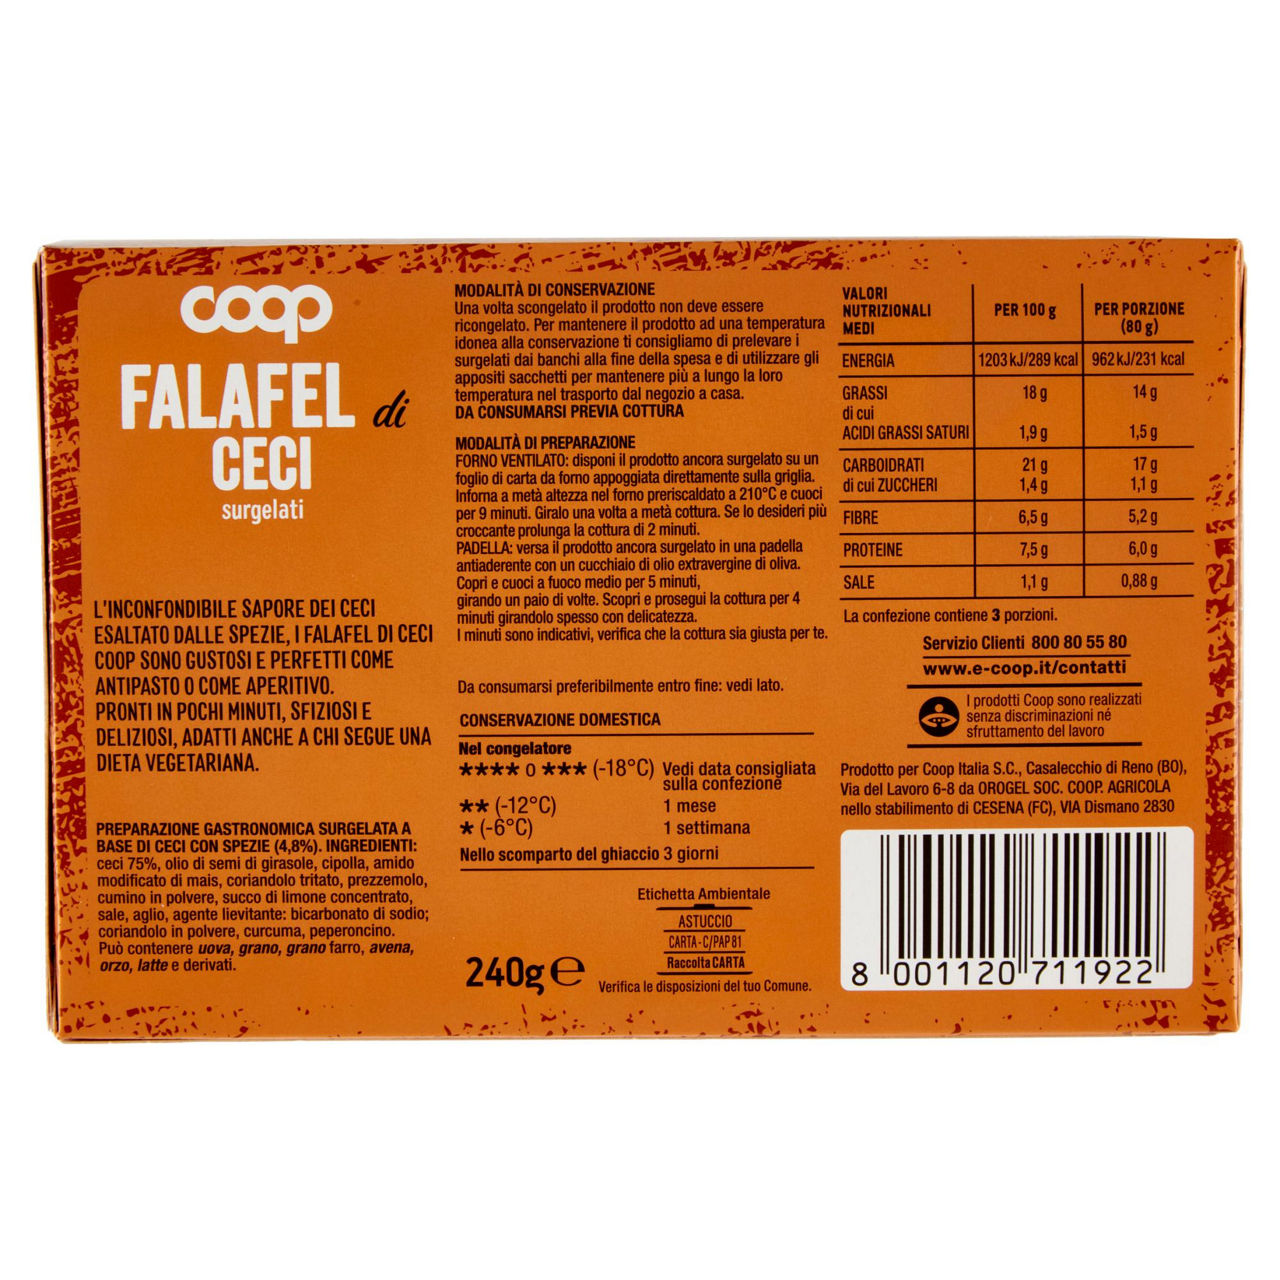 coop
FALAFEL di
CECI
surgelati
L'INCONFONDIBILE SAPORE DEI CECI
ESALTATO DALLE SPEZIE, I FALAFEL DI CECI
COOP SONO GUSTOSI E PERFETTI COME
ANTIPASTO O COME APERITIVO.
PRONTI IN POCHI MINUTI, SFIZIOSI E
DELIZIOSI, ADATTI ANCHE A CHI SEGUE UNA
DIETA VEGETARIANA.
PREPARAZIONE GASTRONOMICA SURGELATA A
BASE DI CECI CON SPEZIE (4,8%). INGREDIENTI:
ceci 75%, olio di semi di girasole, cipolla, amido
modificato di mais, coriandolo tritato, prezzemolo,
cumino in polvere, succo di limone concentrato,
sale, aglio, agente lievitante: bicarbonato di sodio;
coriandolo in polvere, curcuma, peperoncino.
Può contenere uova, grano, grano farro, avena,
orzo, latte e derivati.
MODALITÀ DI CONSERVAZIONE
Una volta scongelato il prodotto non deve essere
ricongelato. Per mantenere il prodotto ad una temperatura
idonea alla conservazione ti consigliamo di prelevare i
surgelati dai banchi alla fine della spesa e di utilizzare gli
appositi sacchetti per mantenere più a lungo la loro
temperatura nel trasporto dal negozio a casa.
DA CONSUMARSI PREVIA COTTURA
MODALITÀ DI PREPARAZIONE
FORNO VENTILATO: disponi il prodotto ancora surgelato su un
foglio di carta da forno appoggiata direttamente sulla griglia.
Inforna a metà altezza nel forno preriscaldato a 210°C e cuoci
per 9 minuti. Giralo una volta a metà cottura. Se lo desideri più
croccante prolunga la cottura di 2 minuti.
PADELLA: versa il prodotto ancora surgelato in una padella
antiaderente con un cucchiaio di olio extravergine di oliva.
Copri e cuoci a fuoco medio per 5 minuti,
girando un paio di volte. Scopri e prosegui la cottura per 4
minuti girandolo spesso con delicatezza.
I minuti sono indicativi, verifica che la cottura sia giusta per te.
Da consumarsi preferibilmente entro fine: vedi lato.
CONSERVAZIONE DOMESTICA
Nel congelatore
**** o *** (-18°C) Vedi data consigliata
sulla confezione
** (-12°C) 1 mese
* (-6°C) 1 settimana
Nello scomparto del ghiaccio 3 giorni
240g e
Etichetta Ambientale
ASTUCCIO
CARTA - C/PAP 81
Raccolta CARTA
Verifica le disposizioni del tuo Comune.
VALORI
NUTRIZIONALI
MEDI
PER 100 g
PER PORZIONE
(80 g)
ENERGIA 1203 kJ/289 kcal 962 kJ/231 kcal
GRASSI 18 g 14 g
di cui
ACIDI GRASSI SATURI 1,9 g 1,5 g
CARBOIDRATI 21 g 17 g
di cui ZUCCHERI 1,4 g 1,1 g
FIBRE 6,5 g 5,2 g
PROTEINE 7,5 g 6,0 g
SALE 1,1 g 0,88 g
La confezione contiene 3 porzioni.
Servizio Clienti 800 80 55 80
www.e-coop.it/contatti
I prodotti Coop sono realizzati
senza discriminazioni né
sfruttamento del lavoro
Prodotto per Coop Italia S.C., Casalecchio di Reno (BO),
Via del Lavoro 6-8 da OROGEL SOC. COOP. AGRICOLA
nello stabilimento di CESENA (FC), VIA Dismano 2830
8 001120 711922